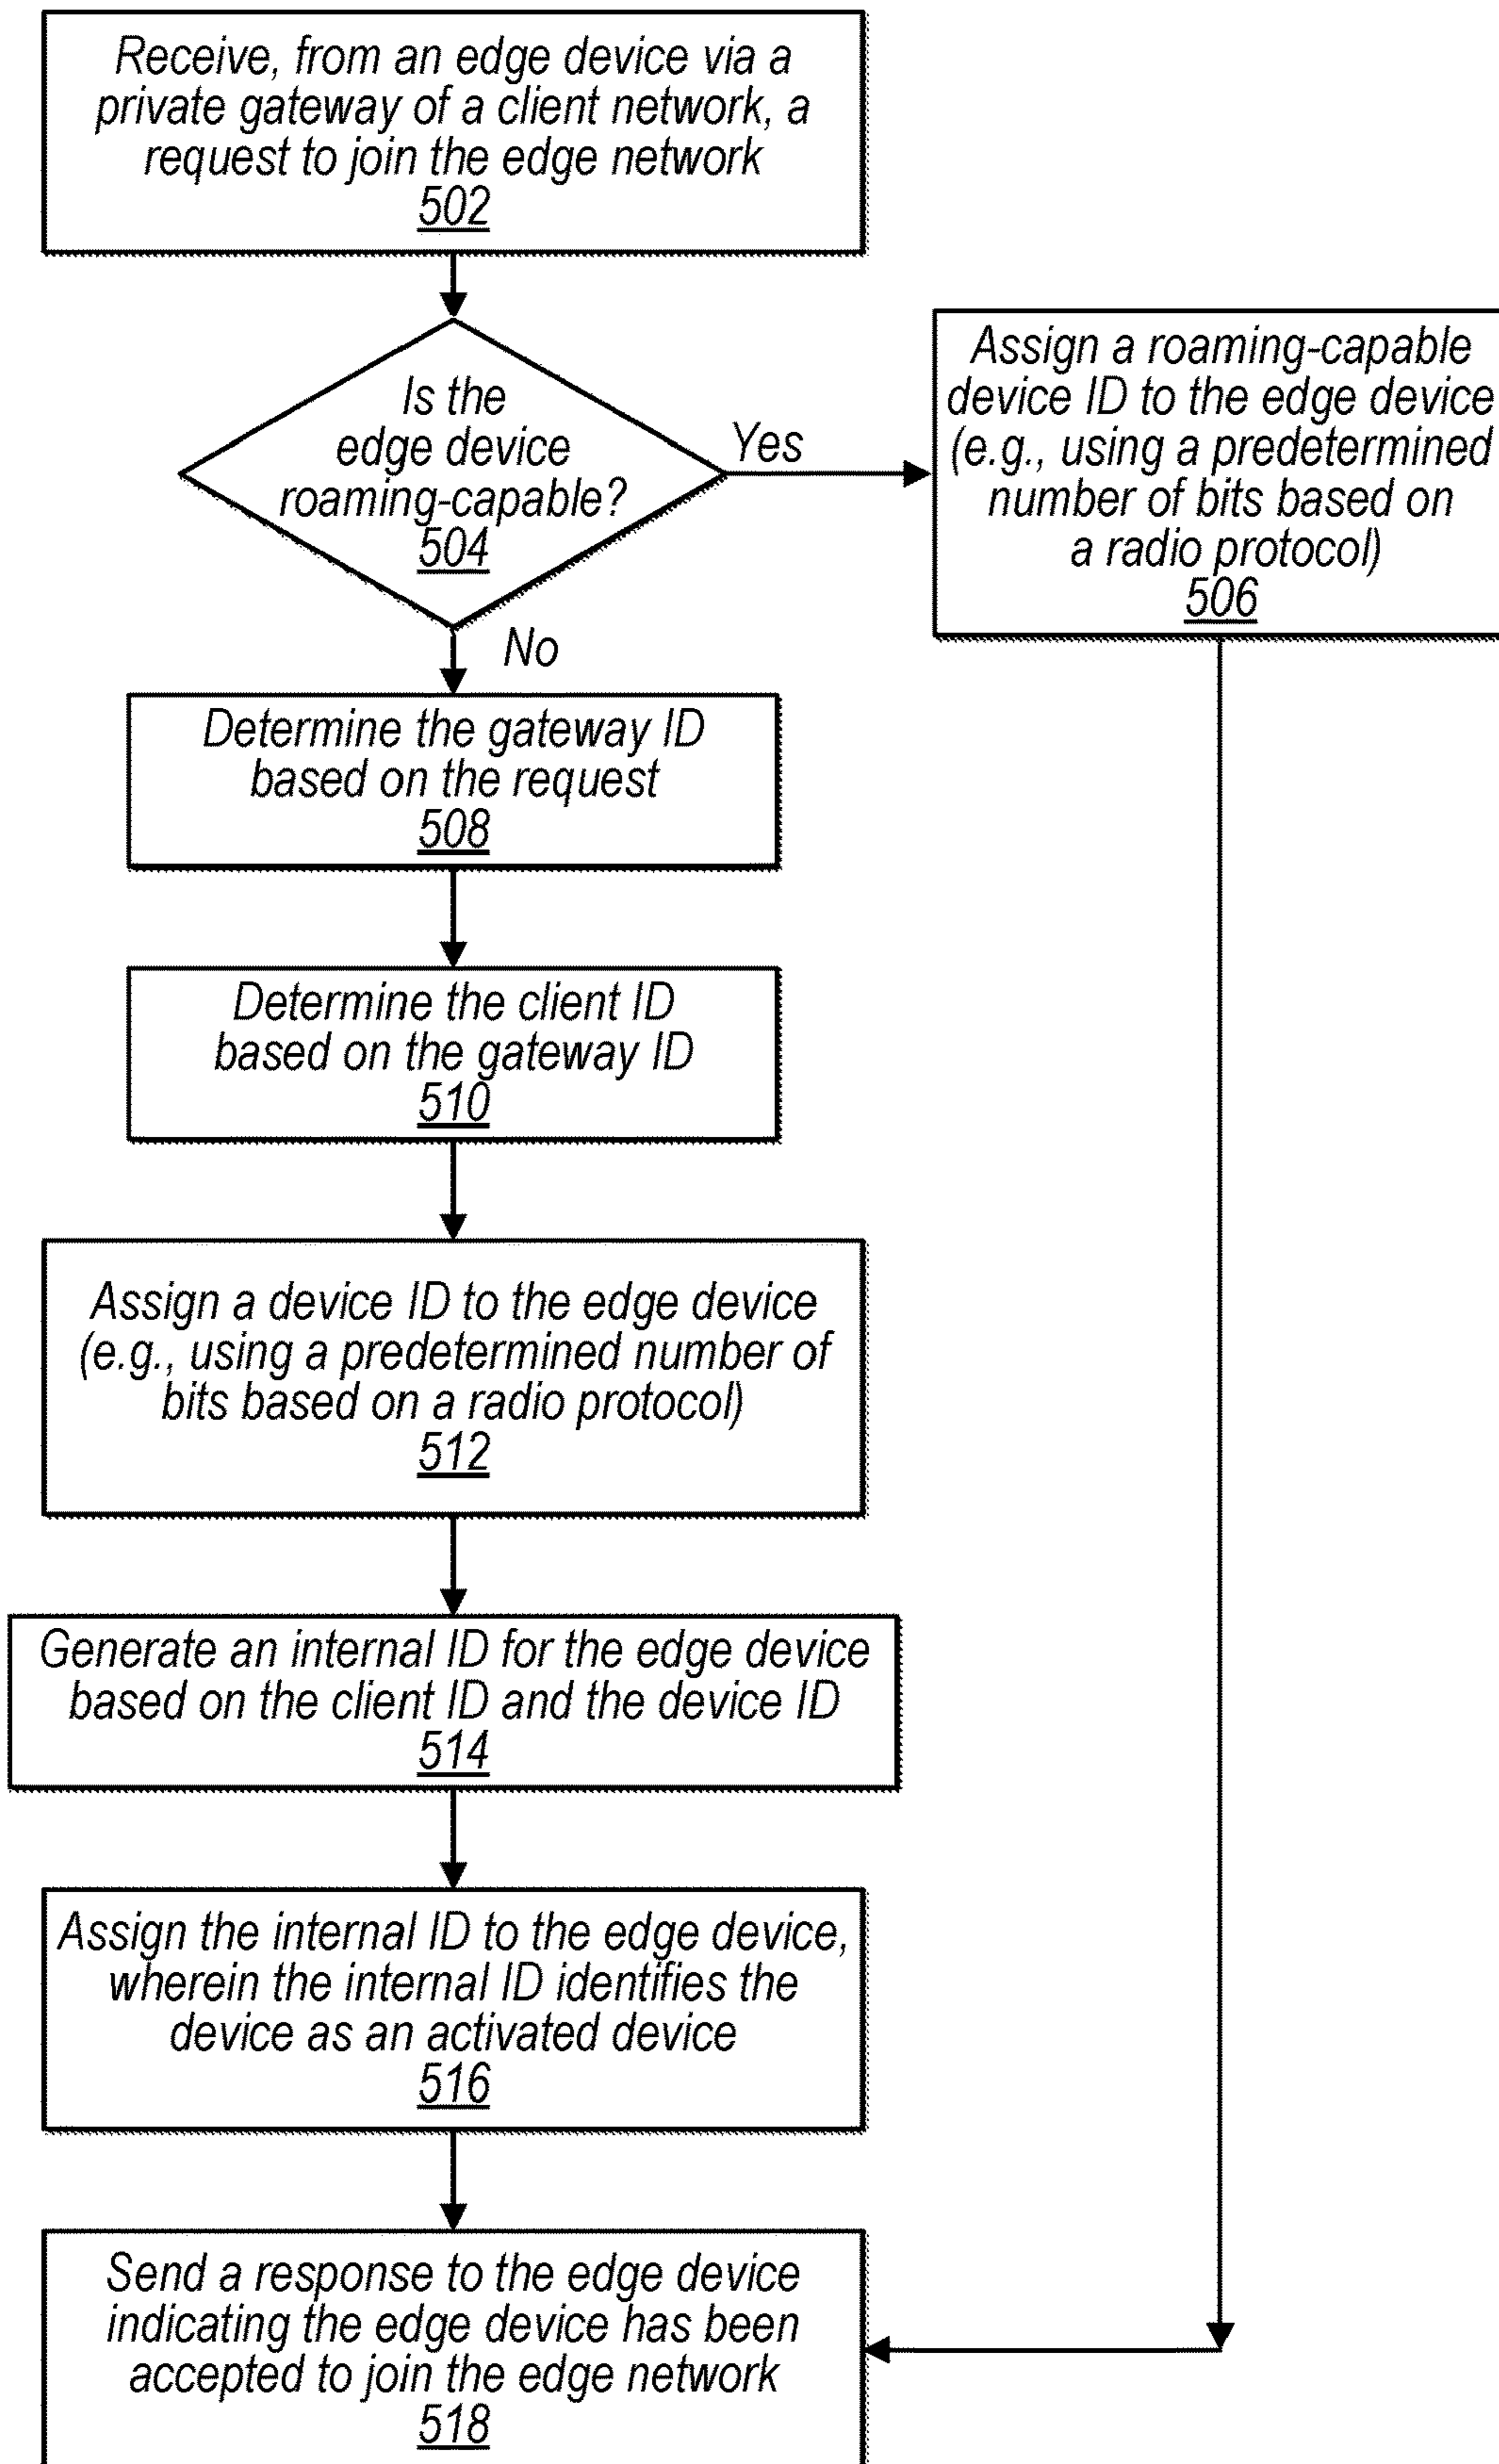 Receive, from an edge device via a
private gateway of a client network, a
request to join the edge network
502
Is the
edge device
roaming-capable?
504
Yes
Assign a roaming-capable
device ID to the edge device
(e.g., using a predetermined
number of bits based on
a radio protocol)
506
No
Determine the gateway ID
based on the request
508
Determine the client ID
based on the gateway ID
510
Assign a device ID to the edge device
(e.g., using a predetermined number of
bits based on a radio protocol)
512
Generate an internal ID for the edge device
based on the client ID and the device ID
514
Assign the internal ID to the edge device,
wherein the internal ID identifies the
device as an activated device
516
Send a response to the edge device
indicating the edge device has been
accepted to join the edge network
518